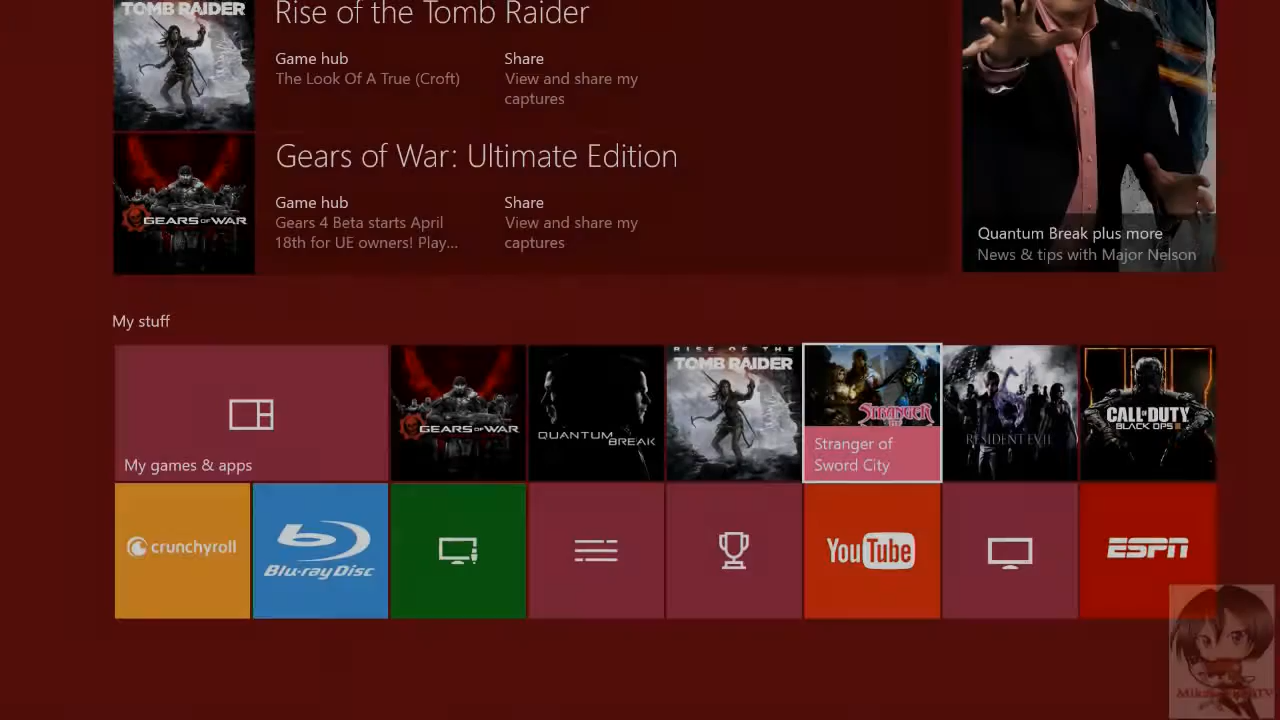 TOMB RAIDER
Rise of the Tomb Raider
Game hub
The Look Of A True (Croft)
Share
View and share my
captures
Gears of War: Ultimate Edition
GEARS OF WAR
Game hub
Gears 4 Beta starts April
18th for UE owners! Play...
Share
View and share my
captures
Quantum Break plus more
News & tips with Major Nelson
My stuff
My games & apps
GEARS OF WAR
QUANTUM BREAK
RISE OF THE
TOMB RAIDER
STRANGER
Stranger of
Sword City
RESIDENT EVIL
CALL OF DUTY
BLACK OPS III
crunchyroll
Blu-ray Disc
YouTube
ESPN